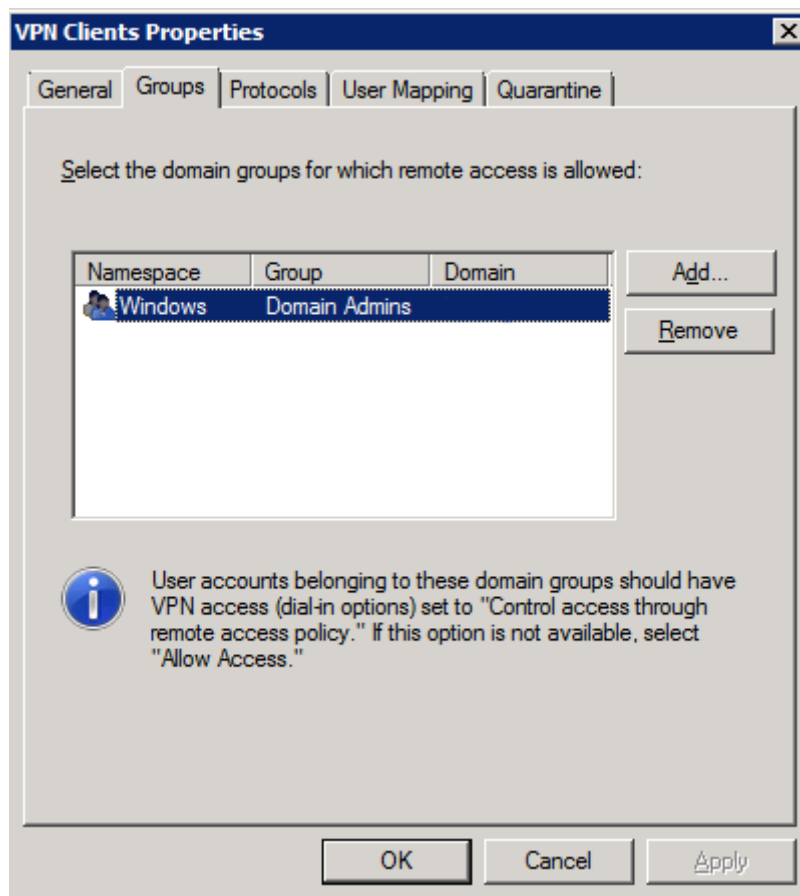 VPN Clients Properties
General Groups Protocols User Mapping Quarantine
Select the domain groups for which remote access is allowed:
Namespace Group Domain
Windows Domain Admins
Add...
Remove
User accounts belonging to these domain groups should have
VPN access (dial-in options) set to "Control access through
remote access policy." If this option is not available, select
"Allow Access."
OK Cancel Apply